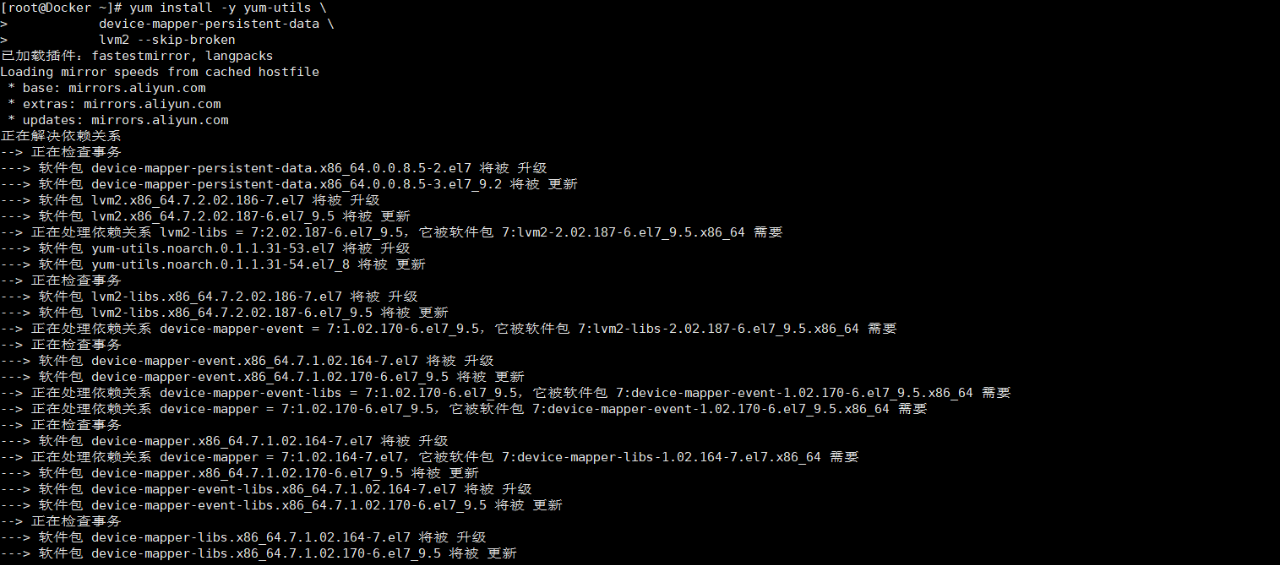 [root@Docker ~]# yum install -y yum-utils \
>            device-mapper-persistent-data \
>            lvm2 --skip-broken
已加载插件：fastestmirror, langpacks
Loading mirror speeds from cached hostfile
 * base: mirrors.aliyun.com
 * extras: mirrors.aliyun.com
 * updates: mirrors.aliyun.com
正在解决依赖关系
--> 正在检查事务
---> 软件包 device-mapper-persistent-data.x86_64.0.0.8.5-2.el7 将被 升级
---> 软件包 device-mapper-persistent-data.x86_64.0.0.8.5-3.el7_9.2 将被 更新
---> 软件包 lvm2.x86_64.7.2.02.186-7.el7 将被 升级
---> 软件包 lvm2.x86_64.7.2.02.187-6.el7_9.5 将被 更新
--> 正在处理依赖关系 lvm2-libs = 7:2.02.187-6.el7_9.5，它被软件包 7:lvm2-2.02.187-6.el7_9.5.x86_64 需要
---> 软件包 yum-utils.noarch.0.1.1.31-53.el7 将被 升级
---> 软件包 yum-utils.noarch.0.1.1.31-54.el7_8 将被 更新
--> 正在检查事务
---> 软件包 lvm2-libs.x86_64.7.2.02.186-7.el7 将被 升级
---> 软件包 lvm2-libs.x86_64.7.2.02.187-6.el7_9.5 将被 更新
--> 正在处理依赖关系 device-mapper-event = 7:1.02.170-6.el7_9.5，它被软件包 7:lvm2-libs-2.02.187-6.el7_9.5.x86_64 需要
--> 正在检查事务
---> 软件包 device-mapper-event.x86_64.7.1.02.164-7.el7 将被 升级
---> 软件包 device-mapper-event.x86_64.7.1.02.170-6.el7_9.5 将被 更新
--> 正在处理依赖关系 device-mapper-event-libs = 7:1.02.170-6.el7_9.5，它被软件包 7:device-mapper-event-1.02.170-6.el7_9.5.x86_64 需要
--> 正在处理依赖关系 device-mapper = 7:1.02.170-6.el7_9.5，它被软件包 7:device-mapper-event-1.02.170-6.el7_9.5.x86_64 需要
--> 正在检查事务
---> 软件包 device-mapper.x86_64.7.1.02.164-7.el7 将被 升级
--> 正在处理依赖关系 device-mapper = 7:1.02.164-7.el7，它被软件包 7:device-mapper-libs-1.02.164-7.el7.x86_64 需要
---> 软件包 device-mapper.x86_64.7.1.02.170-6.el7_9.5 将被 更新
---> 软件包 device-mapper-event-libs.x86_64.7.1.02.164-7.el7 将被 升级
---> 软件包 device-mapper-event-libs.x86_64.7.1.02.170-6.el7_9.5 将被 更新
--> 正在检查事务
---> 软件包 device-mapper-libs.x86_64.7.1.02.164-7.el7 将被 升级
---> 软件包 device-mapper-libs.x86_64.7.1.02.170-6.el7_9.5 将被 更新